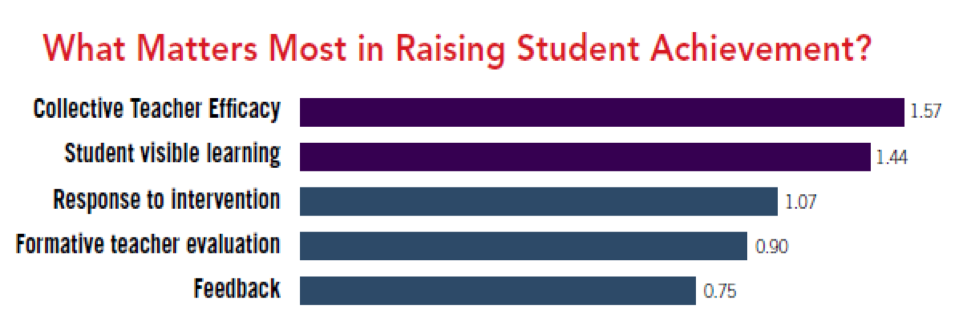 What Matters Most in Raising Student Achievement?
Collective Teacher Efficacy 1.57
Student visible learning 1.44
Response to intervention 1.07
Formative teacher evaluation 0.90
Feedback 0.75